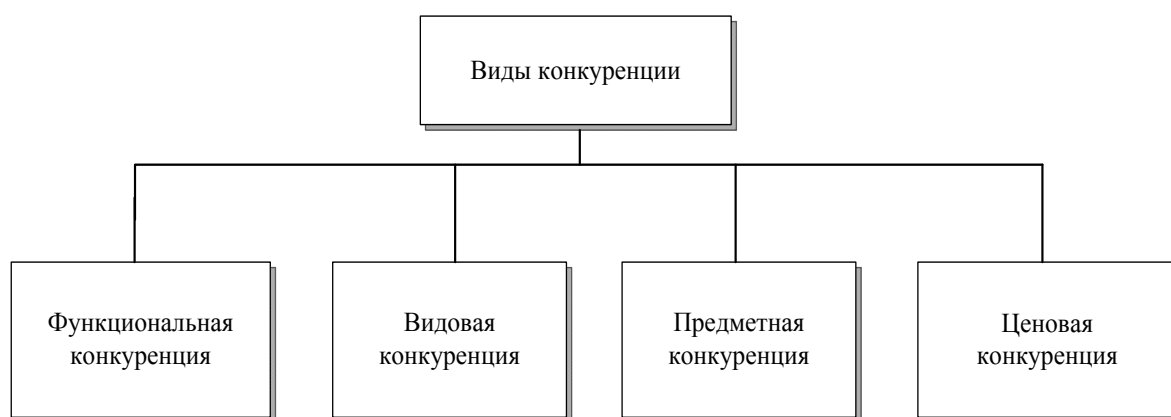 Виды конкуренции
Функциональная
конкуренция
Видовая
конкуренция
Предметная
конкуренция
Ценовая
конкуренция